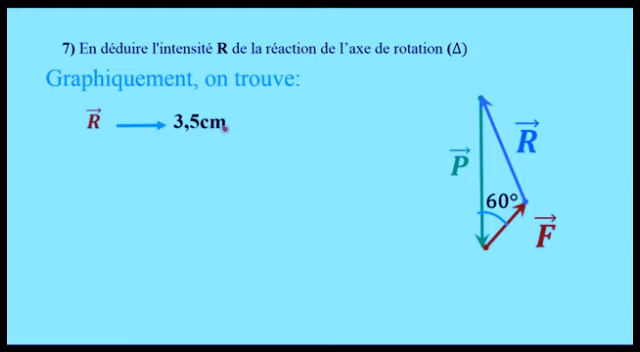 7) En déduire l'intensité R de la réaction de l’axe de rotation (Δ)
Graphiquement, on trouve:
R⃗ → 3,5cm
P⃗
R⃗
60°
F⃗